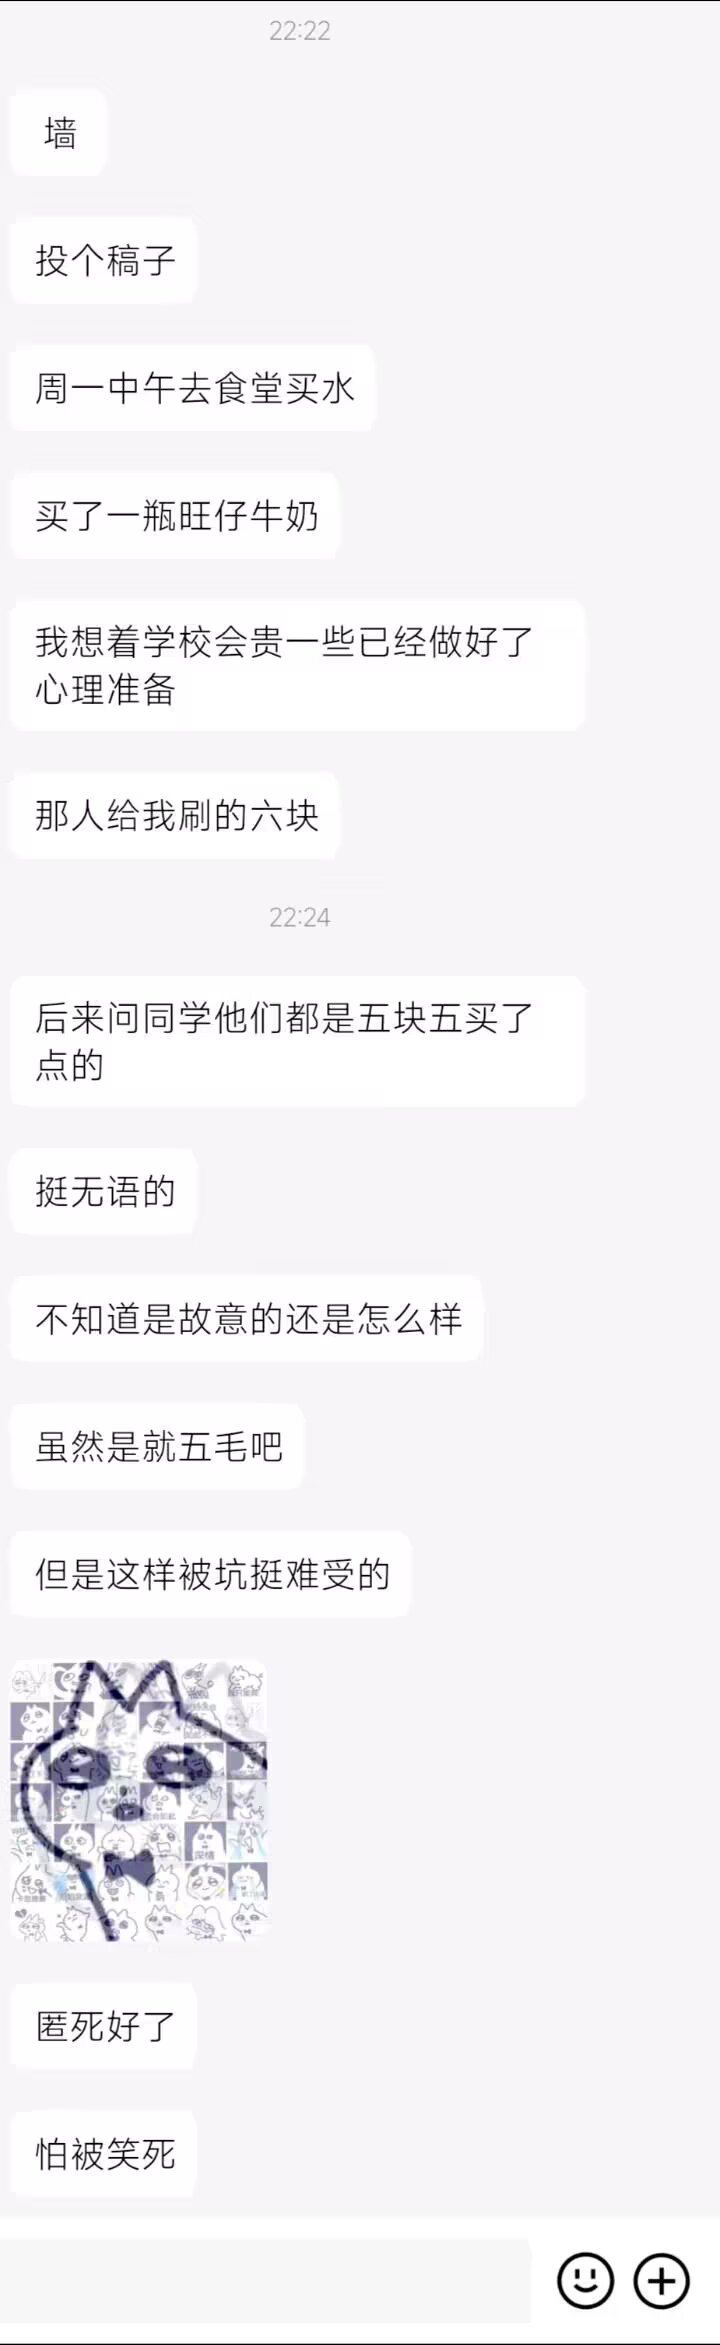 22:22
墙
投个稿子
周一中午去食堂买水
买了一瓶旺仔牛奶
我想着学校会贵一些已经做好了
心理准备
那人给我刷的六块
22:24
后来问同学他们都是五块五买了
点的
挺无语的
不知道是故意的还是怎么样
虽然是就五毛吧
但是这样被坑挺难受的
深情
匿死好了
怕被笑死